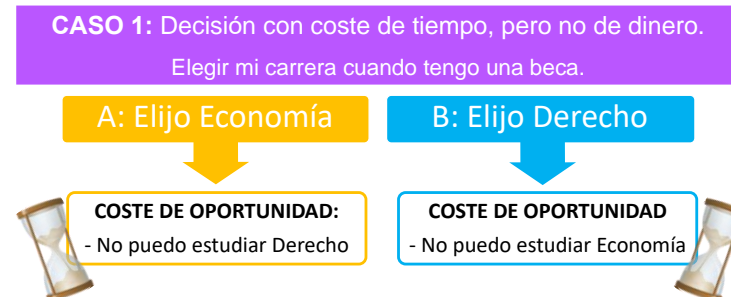 CASO 1: Decisión con coste de tiempo, pero no de dinero.
Elegir mi carrera cuando tengo una beca.
A: Elijo Economía
B: Elijo Derecho
COSTE DE OPORTUNIDAD:
- No puedo estudiar Derecho
COSTE DE OPORTUNIDAD
- No puedo estudiar Economía